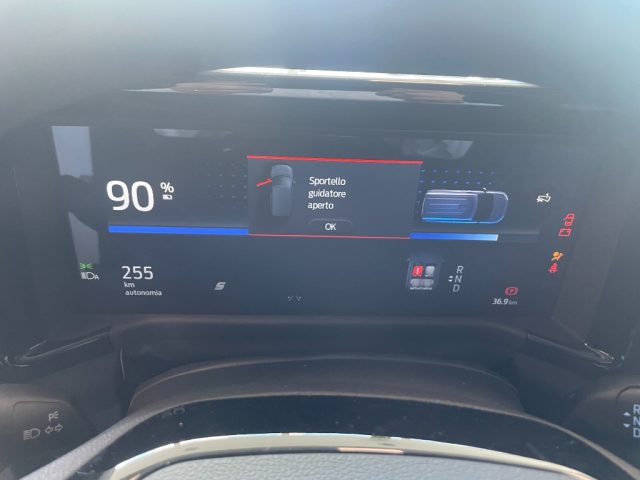 90 %
Sportello
guidatore
aperto
OK
255
km
autonomia
A
R
N
D
P
36.9 km
R
N
D